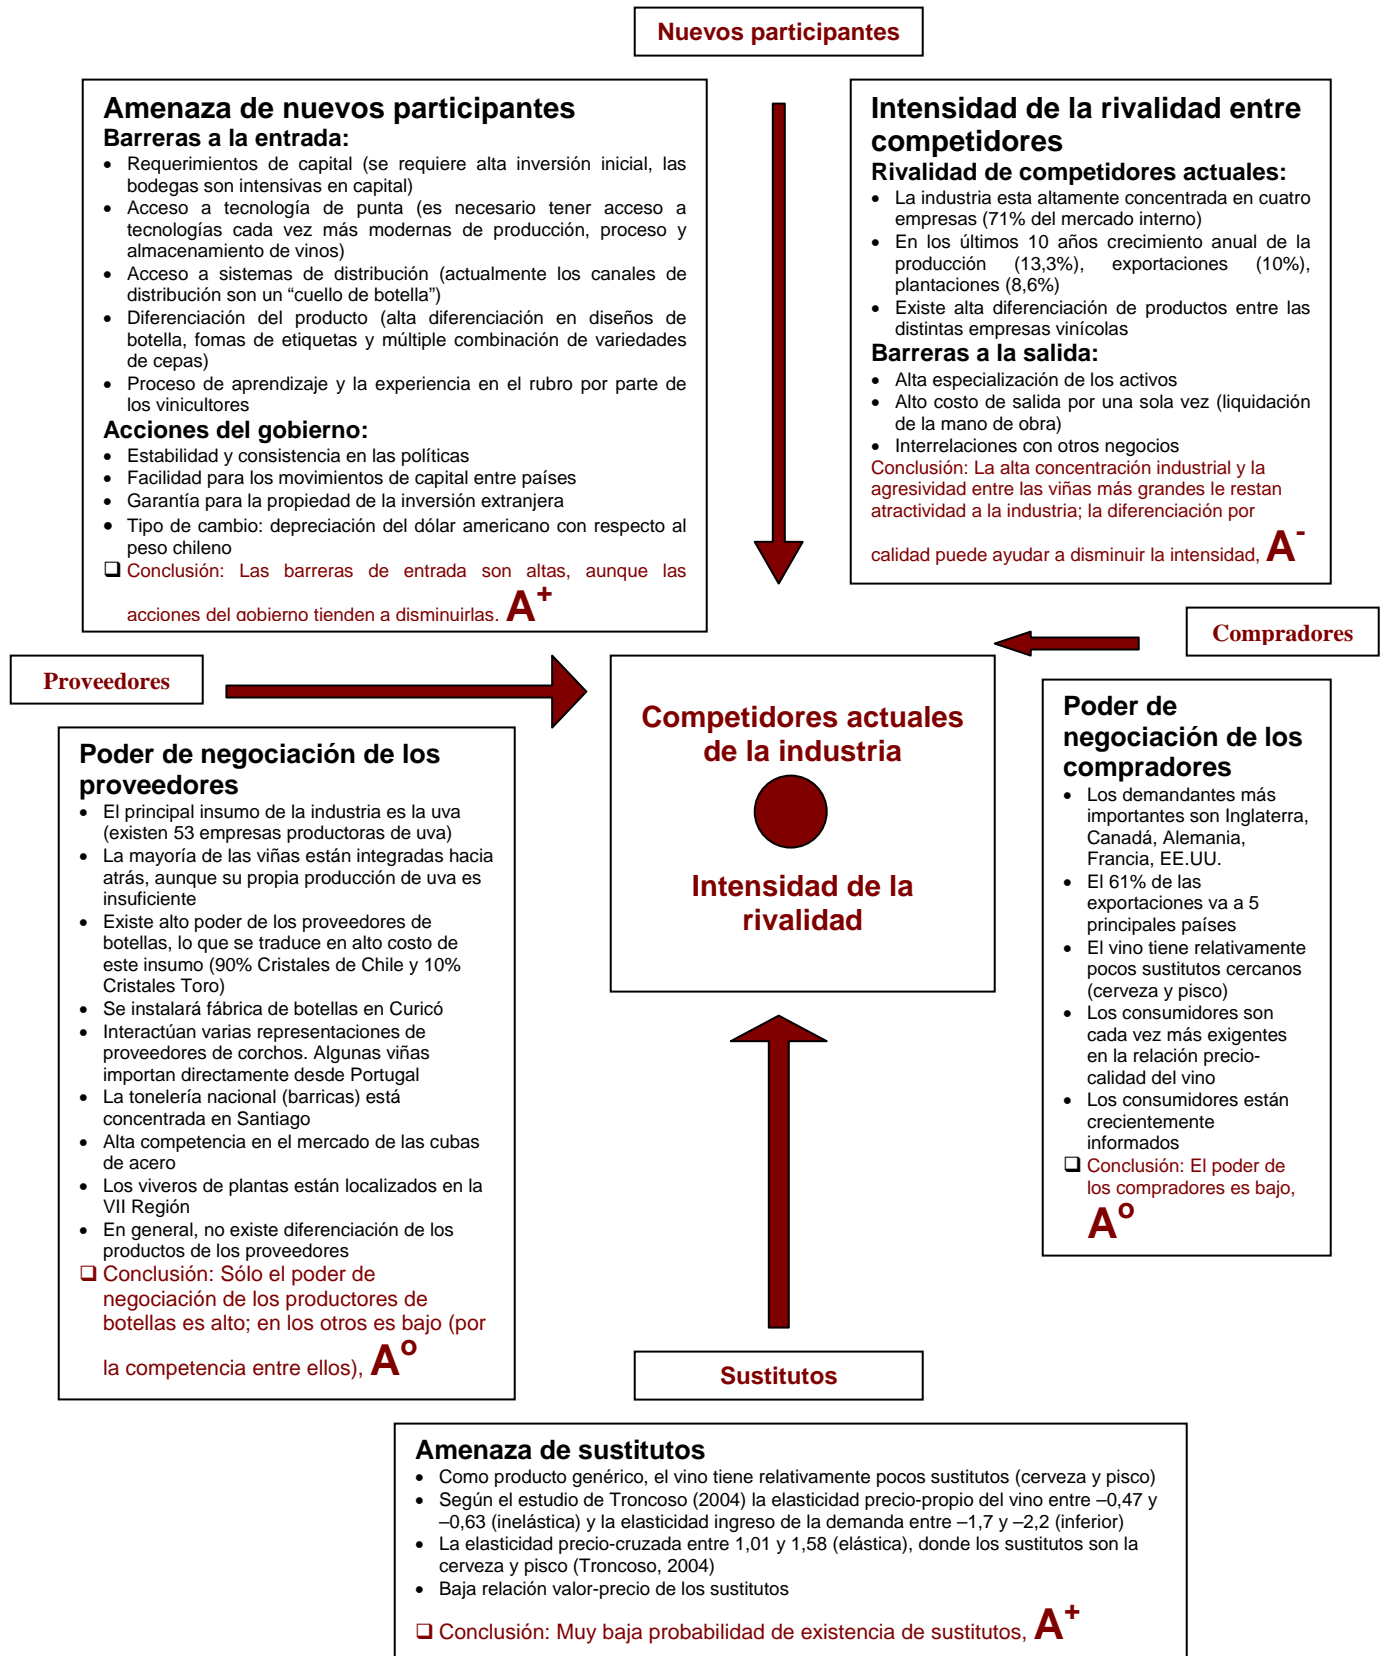 Nuevos participantes
Amenaza de nuevos participantes
Barreras a la entrada:
• Requerimientos de capital (se requiere alta inversión inicial, las
bodegas son intensivas en capital)
• Acceso a tecnología de punta (es necesario tener acceso a
tecnologías cada vez más modernas de producción, proceso y
almacenamiento de vinos)
• Acceso a sistemas de distribución (actualmente los canales de
distribución son un “cuello de botella”)
• Diferenciación del producto (alta diferenciación en diseños de
botella, fomas de etiquetas y múltiple combinación de variedades
de cepas)
• Proceso de aprendizaje y la experiencia en el rubro por parte de
los vinicultores
Acciones del gobierno:
• Estabilidad y consistencia en las políticas
• Facilidad para los movimientos de capital entre países
• Garantía para la propiedad de la inversión extranjera
• Tipo de cambio: depreciación del dólar americano con respecto al
peso chileno
❑ Conclusión: Las barreras de entrada son altas, aunque las
acciones del gobierno tienden a disminuirlas. A⁺
Intensidad de la rivalidad entre
competidores
Rivalidad de competidores actuales:
• La industria esta altamente concentrada en cuatro
empresas (71% del mercado interno)
• En los últimos 10 años crecimiento anual de la
producción (13,3%), exportaciones (10%),
plantaciones (8,6%)
• Existe alta diferenciación de productos entre las
distintas empresas vinícolas
Barreras a la salida:
• Alta especialización de los activos
• Alto costo de salida por una sola vez (liquidación
de la mano de obra)
• Interrelaciones con otros negocios
Conclusión: La alta concentración industrial y la
agresividad entre las viñas más grandes le restan
atractividad a la industria; la diferenciación por
calidad puede ayudar a disminuir la intensidad, A⁻
Compradores
Proveedores
Competidores actuales
de la industria
Intensidad de la
rivalidad
Poder de negociación de los
proveedores
• El principal insumo de la industria es la uva
(existen 53 empresas productoras de uva)
• La mayoría de las viñas están integradas hacia
atrás, aunque su propia producción de uva es
insuficiente
• Existe alto poder de los proveedores de
botellas, lo que se traduce en alto costo de
este insumo (90% Cristales de Chile y 10%
Cristales Toro)
• Se instalará fábrica de botellas en Curicó
• Interactúan varias representaciones de
proveedores de corchos. Algunas viñas
importan directamente desde Portugal
• La tonelería nacional (barricas) está
concentrada en Santiago
• Alta competencia en el mercado de las cubas
de acero
• Los viveros de plantas están localizados en la
VII Región
• En general, no existe diferenciación de los
productos de los proveedores
❑ Conclusión: Sólo el poder de
negociación de los productores de
botellas es alto; en los otros es bajo (por
la competencia entre ellos), Aᴼ
Poder de
negociación de los
compradores
• Los demandantes más
importantes son Inglaterra,
Canadá, Alemania,
Francia, EE.UU.
• El 61% de las
exportaciones va a 5
principales países
• El vino tiene relativamente
pocos sustitutos cercanos
(cerveza y pisco)
• Los consumidores son
cada vez más exigentes
en la relación precio-
calidad del vino
• Los consumidores están
crecientemente
informados
❑ Conclusión: El poder de
los compradores es bajo,
Aᴼ
Sustitutos
Amenaza de sustitutos
• Como producto genérico, el vino tiene relativamente pocos sustitutos (cerveza y pisco)
• Según el estudio de Troncoso (2004) la elasticidad precio-propio del vino entre –0,47 y
–0,63 (inelástica) y la elasticidad ingreso de la demanda entre –1,7 y –2,2 (inferior)
• La elasticidad precio-cruzada entre 1,01 y 1,58 (elástica), donde los sustitutos son la
cerveza y pisco (Troncoso, 2004)
• Baja relación valor-precio de los sustitutos
❑ Conclusión: Muy baja probabilidad de existencia de sustitutos, A⁺